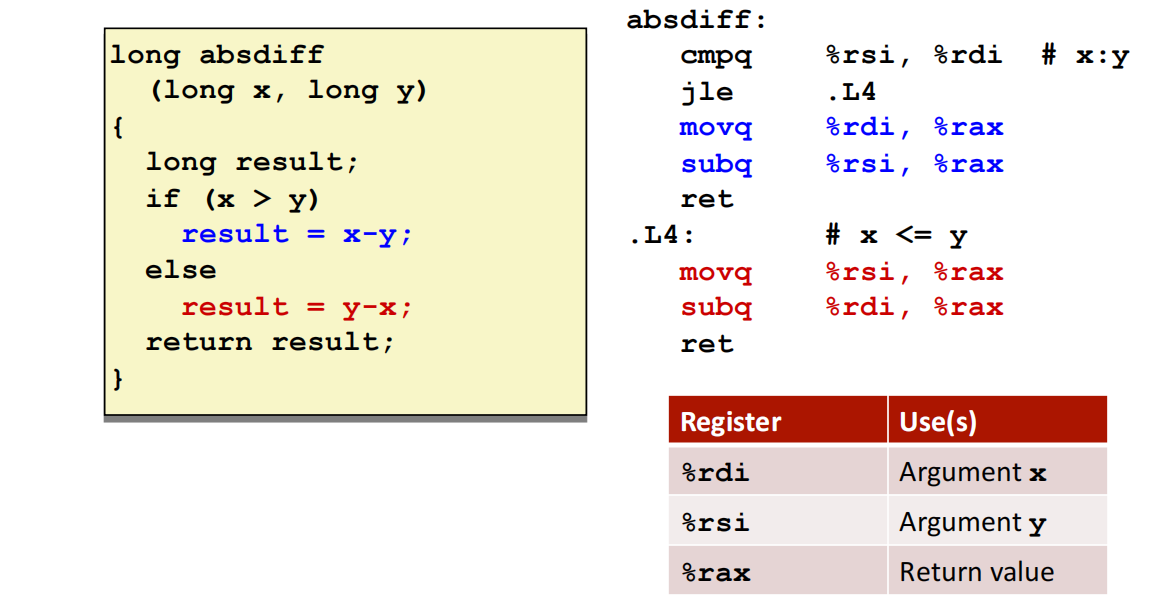 long absdiff
(long x, long y)
{
long result;
if (x > y)
result = x-y;
else
result = y-x;
return result;
}
absdiff:
cmpq %rsi, %rdi # x:y
jle .L4
movq %rdi, %rax
subq %rsi, %rax
ret
.L4: # x <= y
movq %rsi, %rax
subq %rdi, %rax
ret
Register Use(s)
%rdi Argument x
%rsi Argument y
%rax Return value